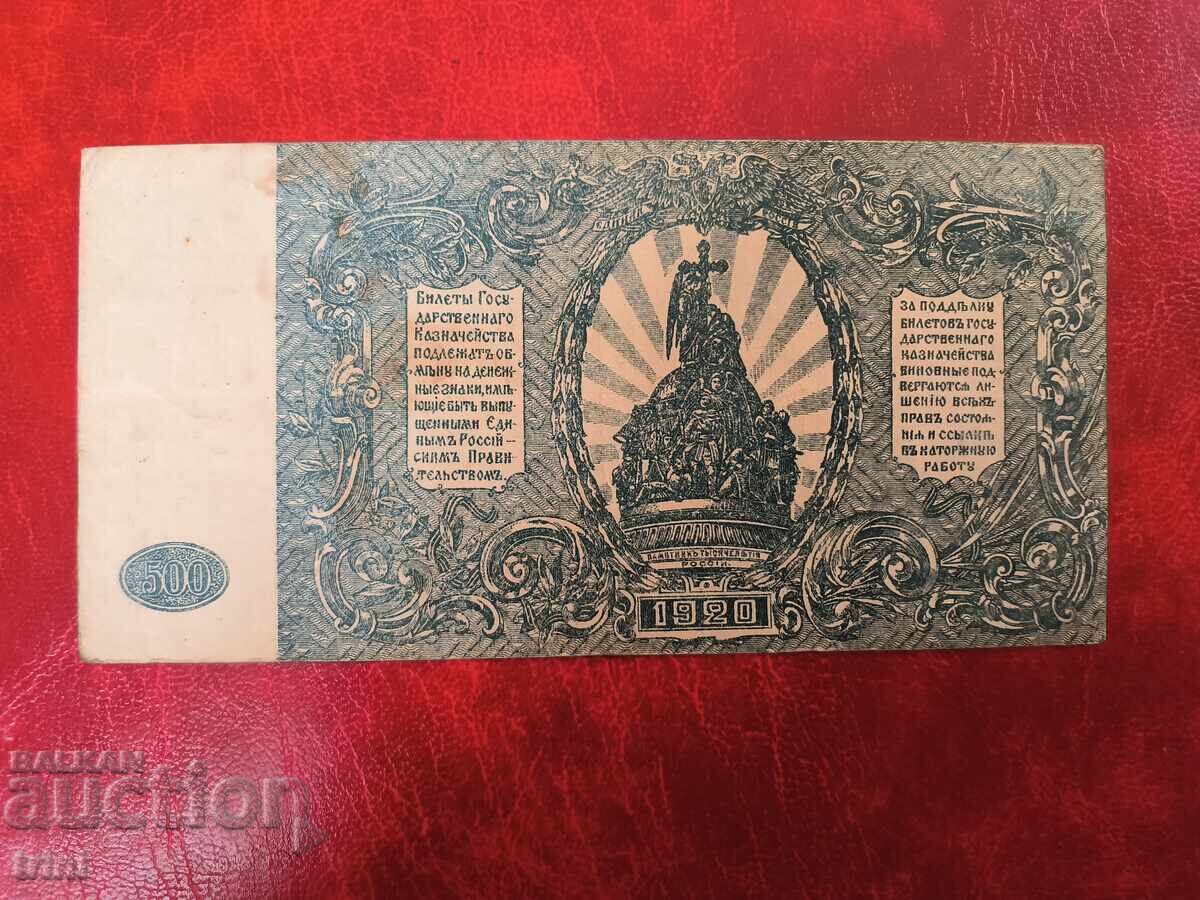 Билеты Госу-
дарственнаго
Казначейства
подлежатъ об-
мѣну на денеж-
ные знаки, имѣ-
ющіе быть выпу-
щенными Еди-
нымъ Россій-
скимъ Прави-
тельствомъ.
За поддѣлку
билетовъ госу-
дарственнаго
казначейства
виновные под-
вергаются ли-
шенію всѣхъ
правъ состоя-
нія и ссылкѣ
въ каторжную
работу
Памятникъ тысячелѣтія
Россіи.
500
1920
BALKAN
auction
trini